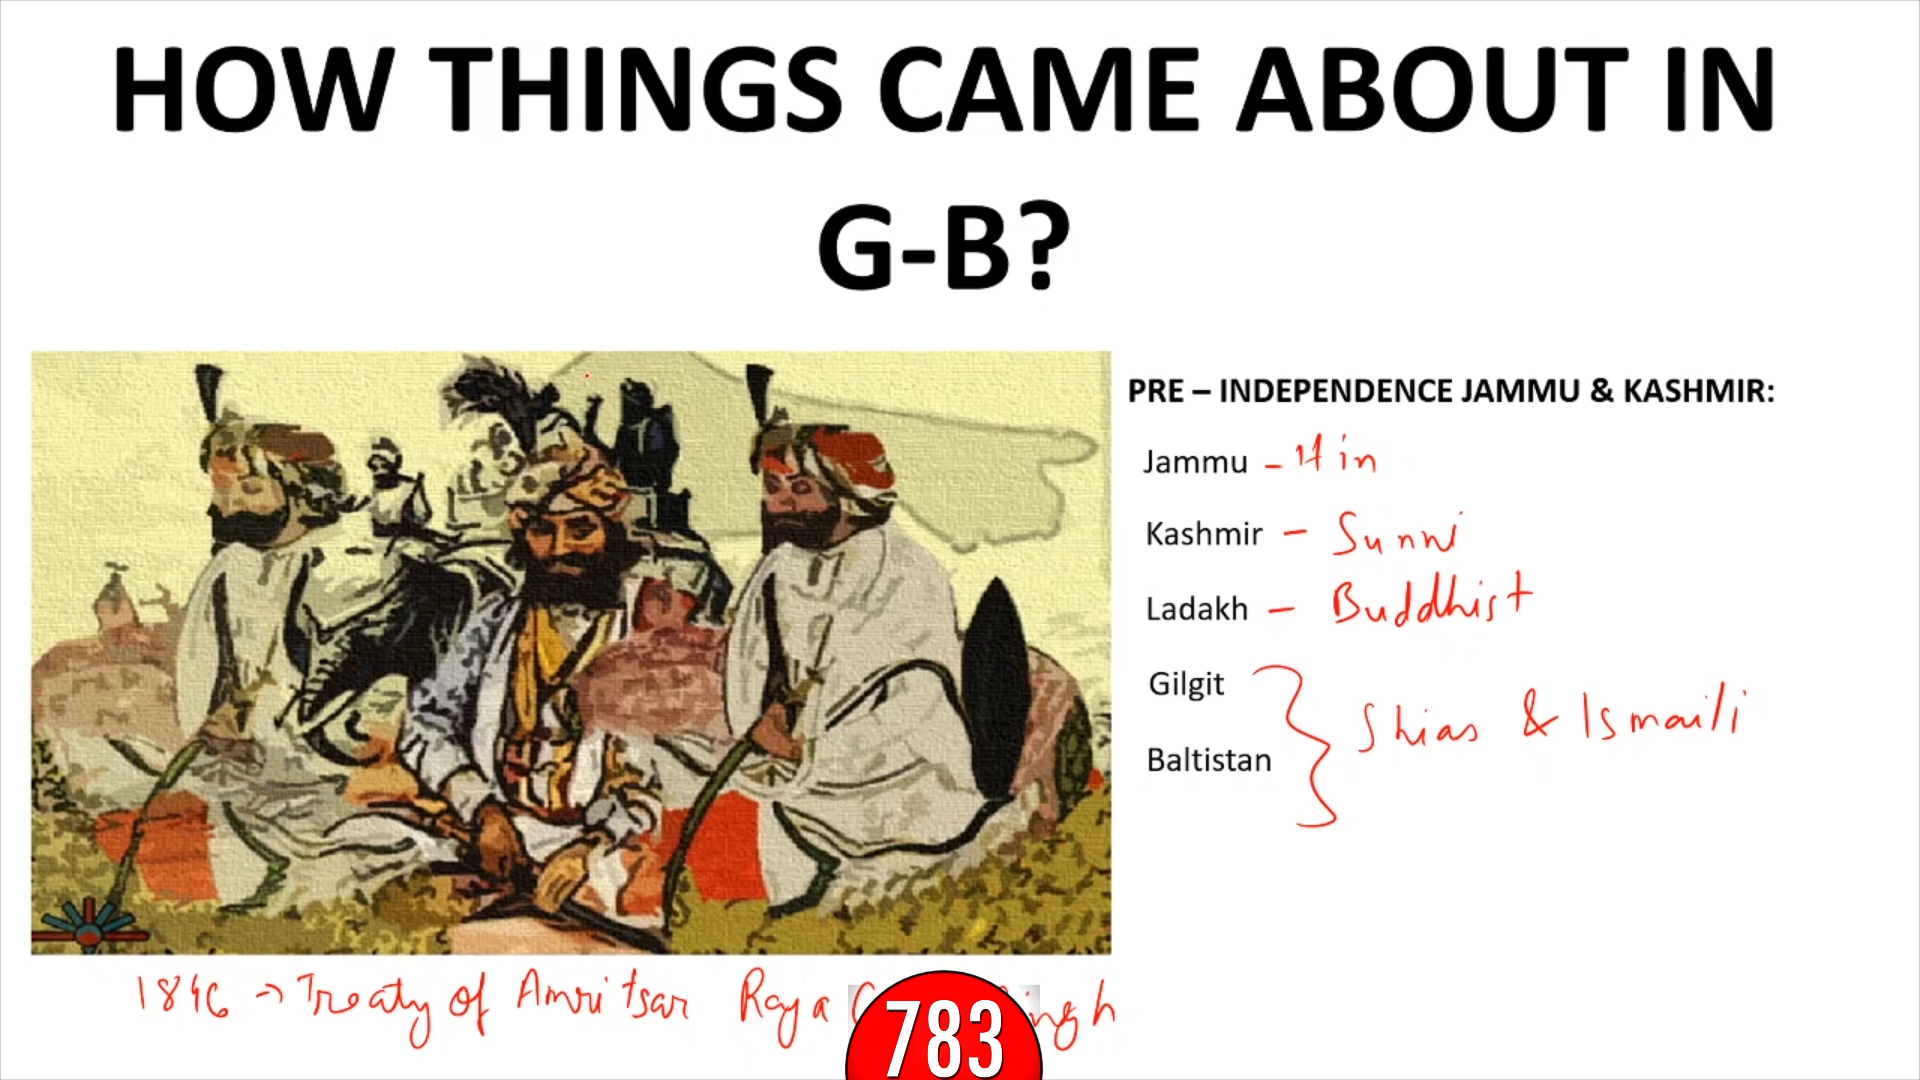 HOW THINGS CAME ABOUT IN
G-B?
PRE – INDEPENDENCE JAMMU & KASHMIR:
Jammu – Hin
Kashmir – Sunni
Ladakh – Buddhist
Gilgit
Shias & Ismaili
Baltistan
1846 → Treaty of Amritsar Raja
783